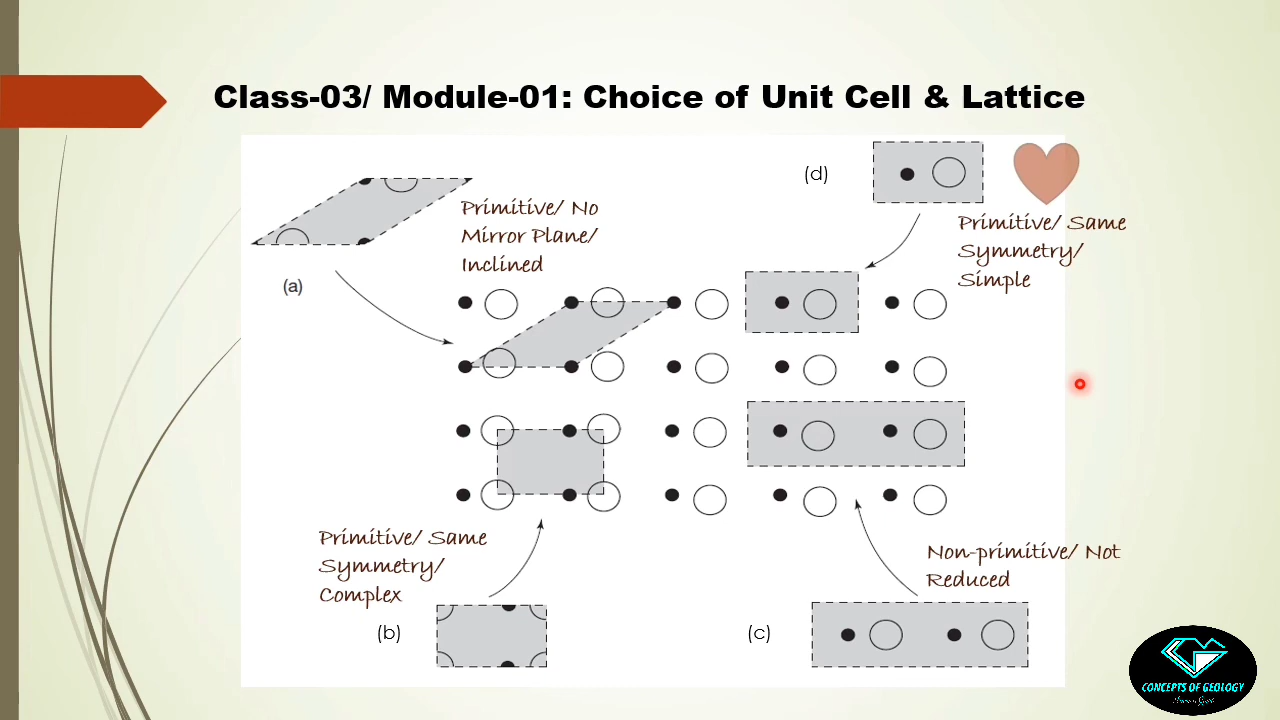 Class-03/ Module-01: Choice of Unit Cell & Lattice
(d)
Primitive/ No
Mirror Plane/
Inclined
Primitive/ Same
Symmetry/
Simple
(a)
Primitive/ Same
Symmetry/
Complex
(b)
Non-primitive/ Not
Reduced
(c)
CONCEPTS OF GEOLOGY